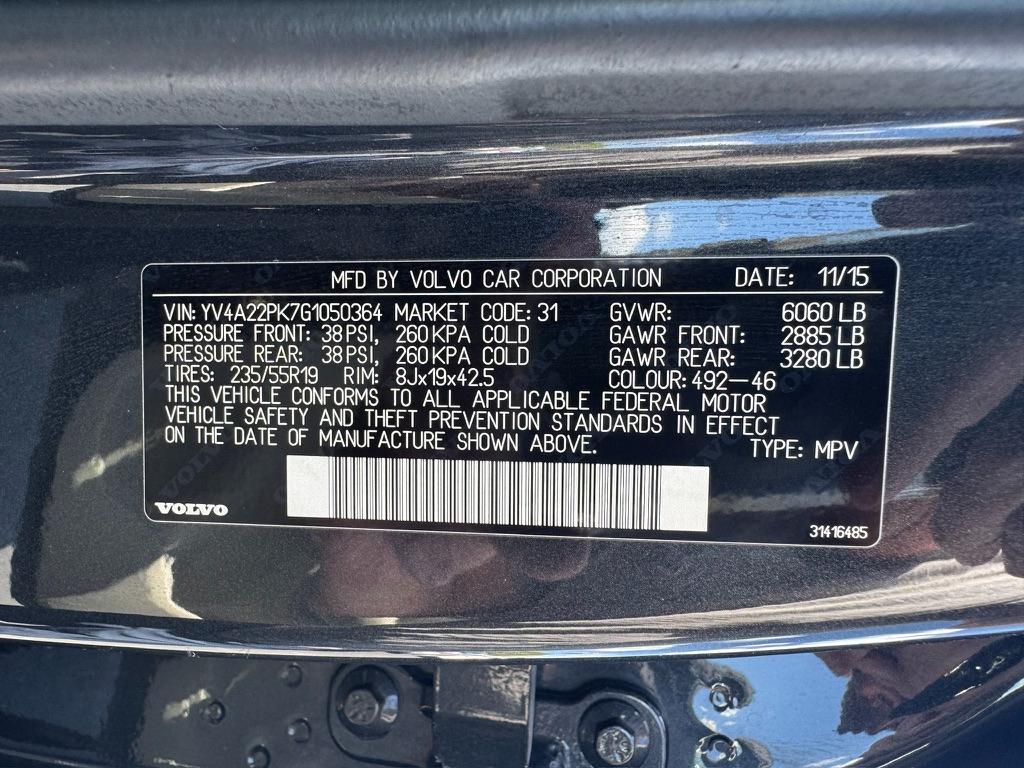 MFD BY VOLVO CAR CORPORATION DATE: 11/15
VIN: YV4A22PK7G1050364 MARKET CODE: 31 GVWR: 6060 LB
PRESSURE FRONT: 38 PSI, 260 KPA COLD GAWR FRONT: 2885 LB
PRESSURE REAR: 38 PSI, 260 KPA COLD GAWR REAR: 3280 LB
TIRES: 235/55R19 RIM: 8Jx19x42.5 COLOUR: 492-46
THIS VEHICLE CONFORMS TO ALL APPLICABLE FEDERAL MOTOR
VEHICLE SAFETY AND THEFT PREVENTION STANDARDS IN EFFECT
ON THE DATE OF MANUFACTURE SHOWN ABOVE. TYPE: MPV
VOLVO
31416485